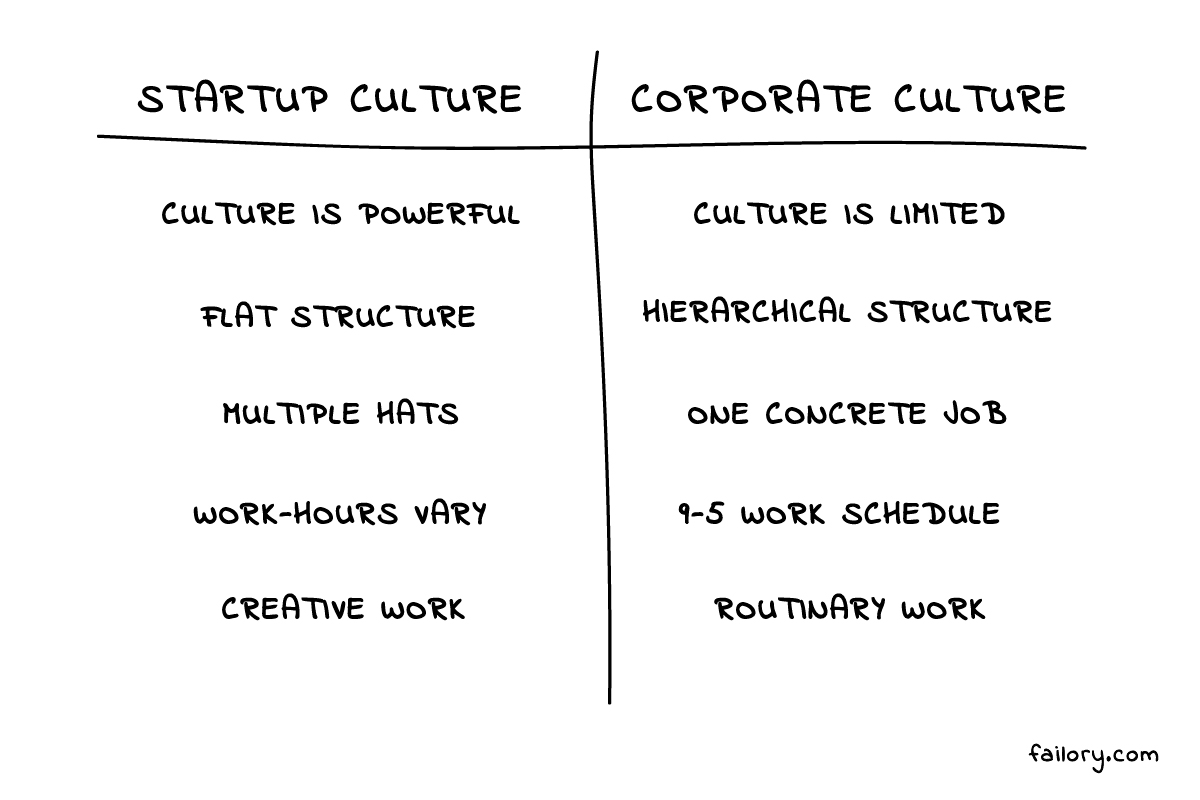 STARTUP CULTURE
CORPORATE CULTURE
CULTURE IS POWERFUL
CULTURE IS LIMITED
FLAT STRUCTURE
HIERARCHICAL STRUCTURE
MULTIPLE HATS
ONE CONCRETE JOB
WORK-HOURS VARY
9-5 WORK SCHEDULE
CREATIVE WORK
ROUTINARY WORK
failory.com